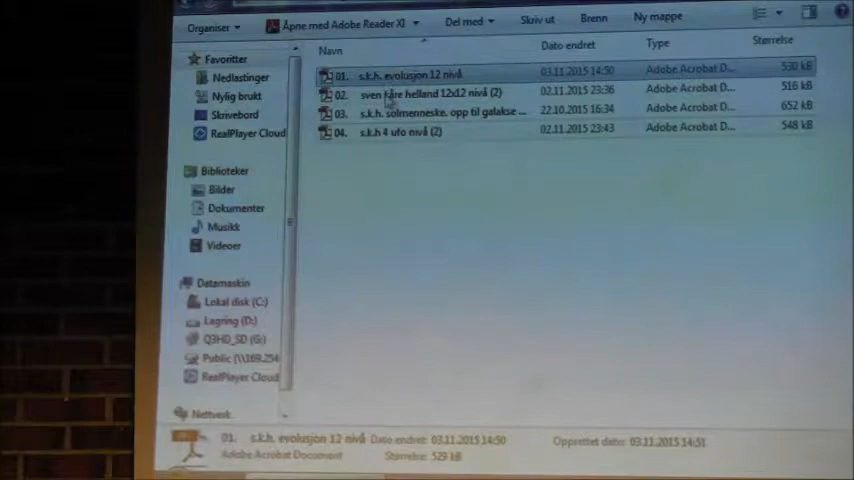 Organiser Åpne med Adobe Reader XI Del med Skriv ut Brenn Ny mappe
Favoritter
Nedlastinger
Nylig brukt
Skrivebord
RealPlayer Cloud
Biblioteker
Bilder
Dokumenter
Musikk
Videoer
Datamaskin
Lokal disk (C:)
Lagring (D:)
Q3HD_SD (G:)
Public (\\169.254
RealPlayer Cloud
Nettverk
Navn Dato endret Type Størrelse
01. s.k.h. evolusjon 12 nivå 03.11.2015 14:50 Adobe Acrobat D... 530 kB
02. sven kåre helland 12x12 nivå (2) 02.11.2015 23:36 Adobe Acrobat D... 516 kB
03. s.k.h. solmenneske. opp til galakse ... 22.10.2015 16:34 Adobe Acrobat D... 652 kB
04. s.k.h 4 ufo nivå (2) 02.11.2015 23:43 Adobe Acrobat D... 548 kB
01. s.k.h. evolusjon 12 nivå Dato endret: 03.11.2015 14:50 Opprettet dato: 03.11.2015 14:51
Adobe Acrobat Document Størrelse: 529 kB